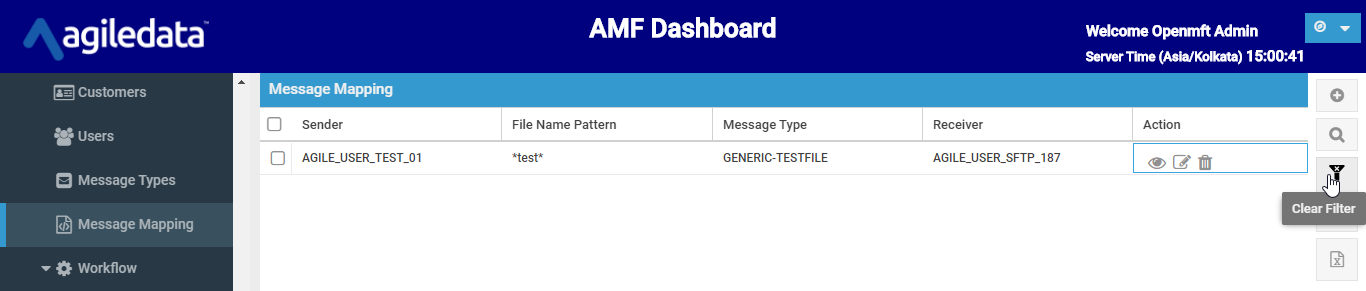 agiledata™
AMF Dashboard
Welcome Openmft Admin
Server Time (Asia/Kolkata) 15:00:41
Customers
Users
Message Types
Message Mapping
Workflow
Message Mapping
Sender File Name Pattern Message Type Receiver Action
AGILE_USER_TEST_01 *test* GENERIC-TESTFILE AGILE_USER_SFTP_187
Clear Filter